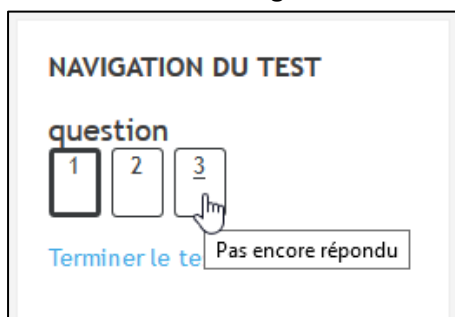 NAVIGATION DU TEST
question
1 2 3
Terminer le te
Pas encore répondu